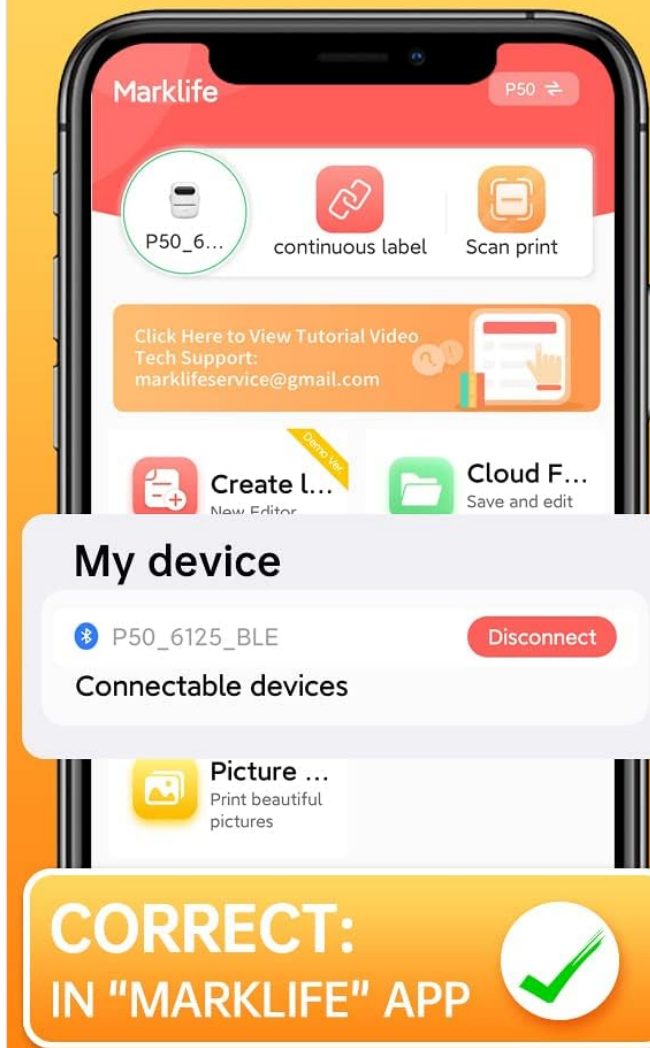 Marklife
P50
P50_6...
continuous label
Scan print
Click Here to View Tutorial Video
Tech Support:
marklifeservice@gmail.com
Demo Ver.
Create l...
New Editor
Cloud F...
Save and edit
My device
P50_6125_BLE
Disconnect
Connectable devices
Picture ...
Print beautiful
pictures
CORRECT:
IN "MARKLIFE" APP